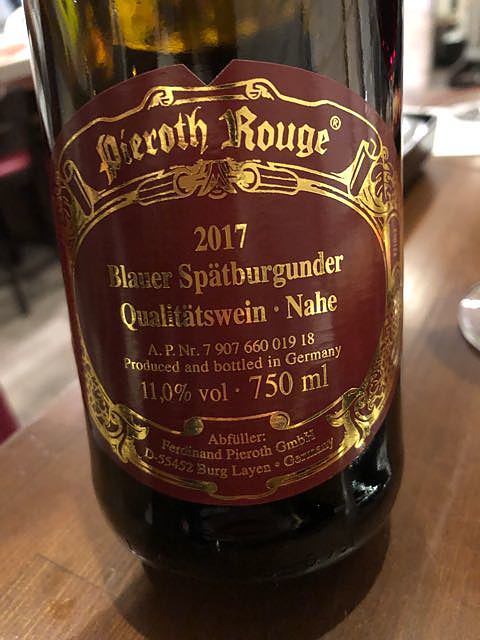 Pieroth Rouge®
2017
Blauer Spätburgunder
Qualitätswein · Nahe
A. P. Nr. 7 907 660 019 18
Produced and bottled in Germany
11,0% vol · 750 ml
Abfüller:
Ferdinand Pieroth GmbH
D-55452 Burg Layen · Germany